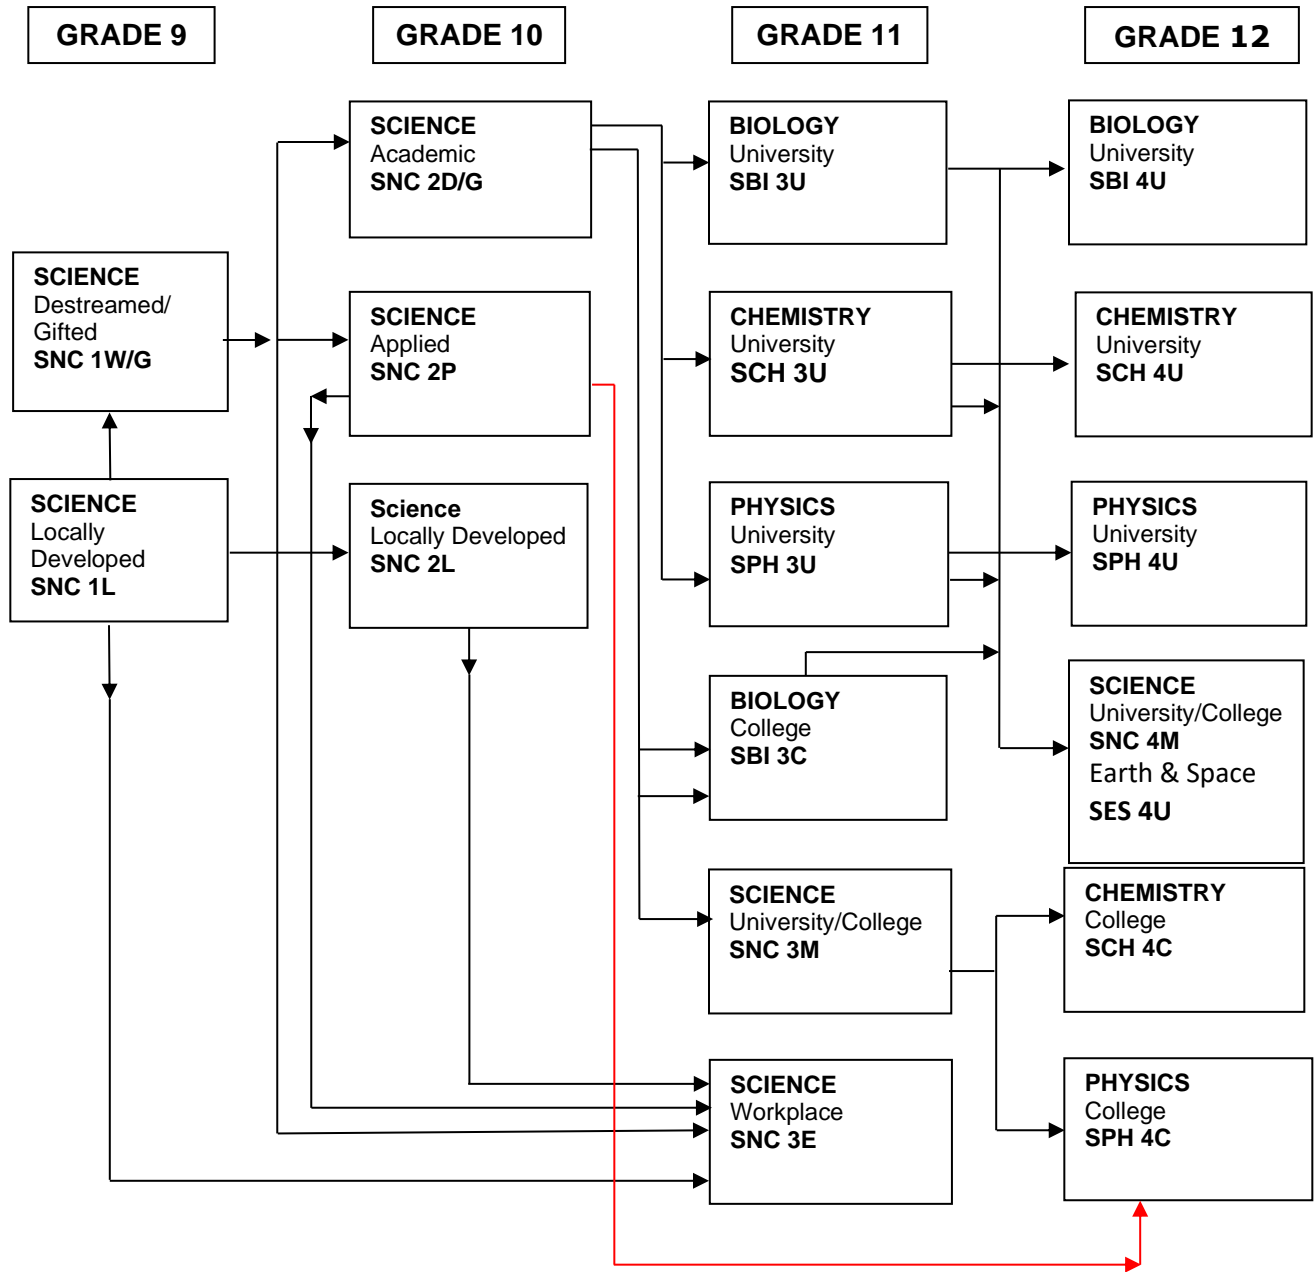 GRADE 9
GRADE 10
GRADE 11
GRADE 12
SCIENCE
Destreamed/
Gifted
SNC 1W/G
SCIENCE
Locally
Developed
SNC 1L
SCIENCE
Academic
SNC 2D/G
SCIENCE
Applied
SNC 2P
Science
Locally Developed
SNC 2L
BIOLOGY
University
SBI 3U
CHEMISTRY
University
SCH 3U
PHYSICS
University
SPH 3U
BIOLOGY
College
SBI 3C
SCIENCE
University/College
SNC 3M
SCIENCE
Workplace
SNC 3E
BIOLOGY
University
SBI 4U
CHEMISTRY
University
SCH 4U
PHYSICS
University
SPH 4U
SCIENCE
University/College
SNC 4M
Earth & Space
SES 4U
CHEMISTRY
College
SCH 4C
PHYSICS
College
SPH 4C